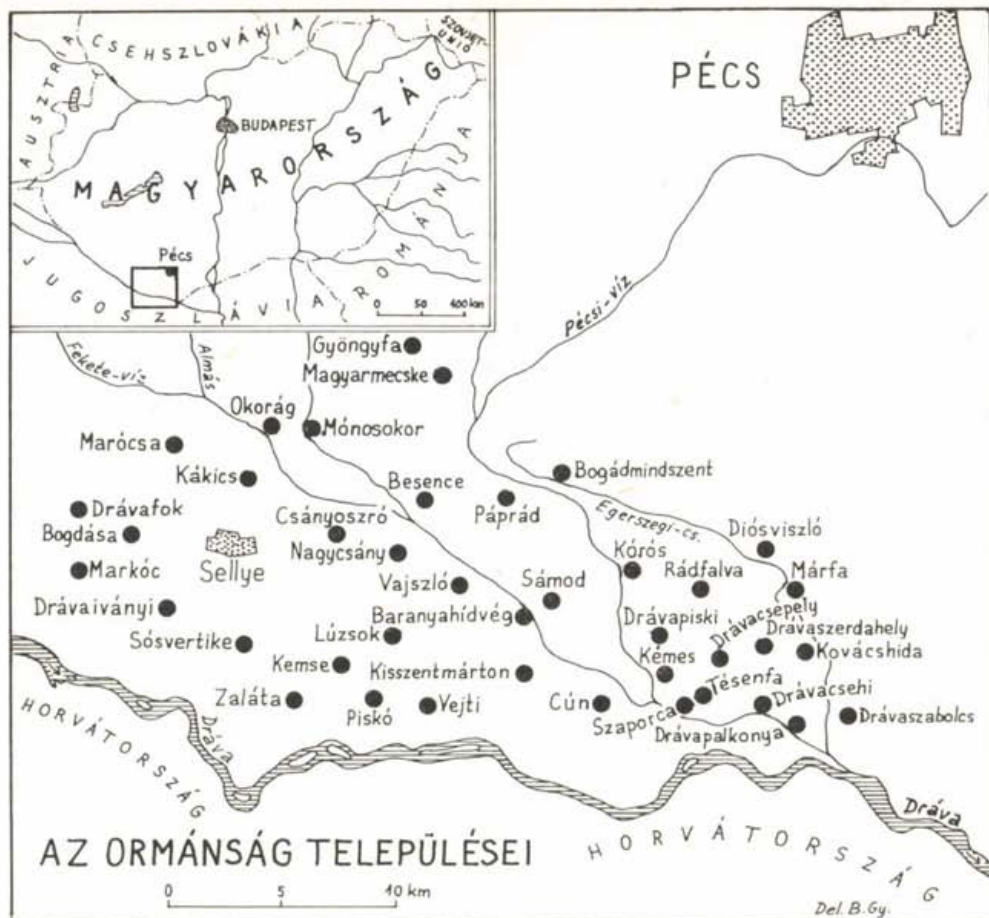 CSEHSZLOVÁKIA
SZOVJET-
UNIÓ
AUSZTRIA
BUDAPEST
MAGYARORSZÁG
ROMÁNIA
Pécs
JUGOSZLÁVIA
0 50 100 km
PÉCS
Pécsi-víz
Fekete-víz
Almás
Gyöngyfa
Magyarmecske
Okorág
Mónosokor
Marócsa
Kákics
Besence
Bogádmindszent
Drávafok
Csányoszró
Páprád
Egerszegi-cs.
Bogdása
Nagycsány
Diósviszló
Markóc
Sellye
Kórós
Rádfalva
Márfa
Vajszló
Sámod
Drávaiványi
Baranyahídvég
Drávapiski
Drávacsepely
Drávaszerdahely
Sósvertike
Lúzsok
Kovácshida
Kemse
Kisszentmárton
Kémes
Tésenfa
Zaláta
Piskó
Vejti
Cún
Szaporca
Drávacsehi
Drávapalkonya
Drávaszabolcs
HORVÁTORSZÁG
Dráva
Dráva
AZ ORMÁNSÁG TELEPÜLÉSEI
HORVÁTORSZÁG
0 5 10 km
Del. B. Gy.